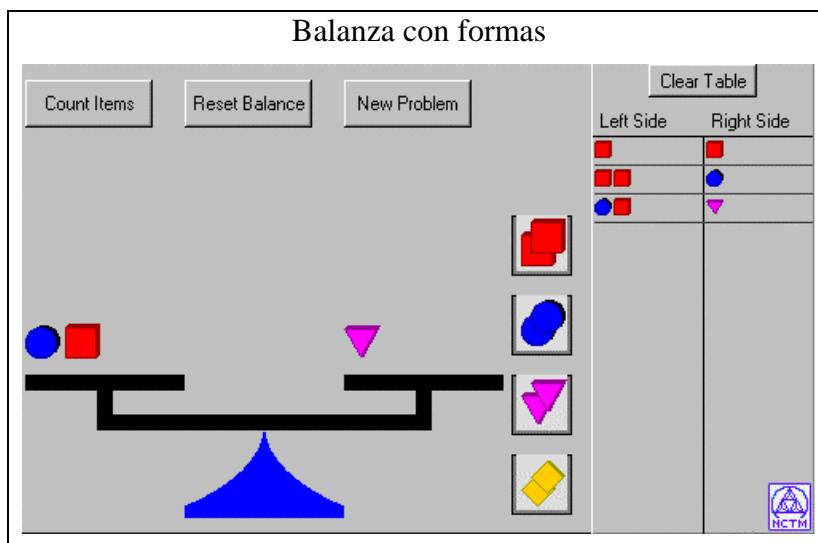 Balanza con formas
Count Items
Reset Balance
New Problem
Clear Table
Left Side
Right Side
NCTM